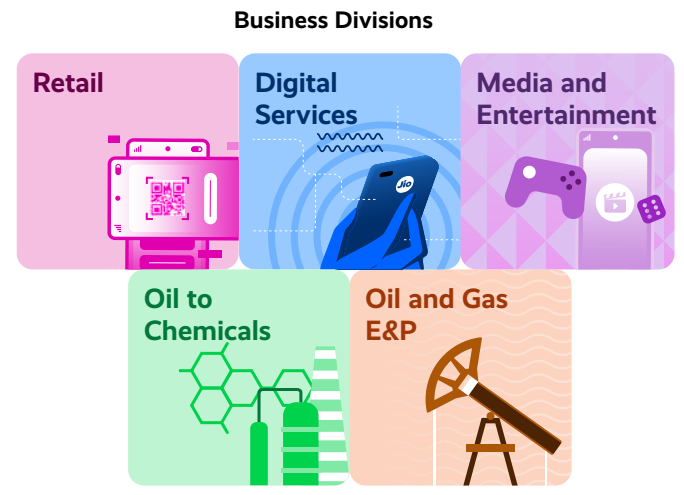 Business Divisions
Retail
Digital
Services
Media and
Entertainment
Jio
Oil to
Chemicals
Oil and Gas
E&P